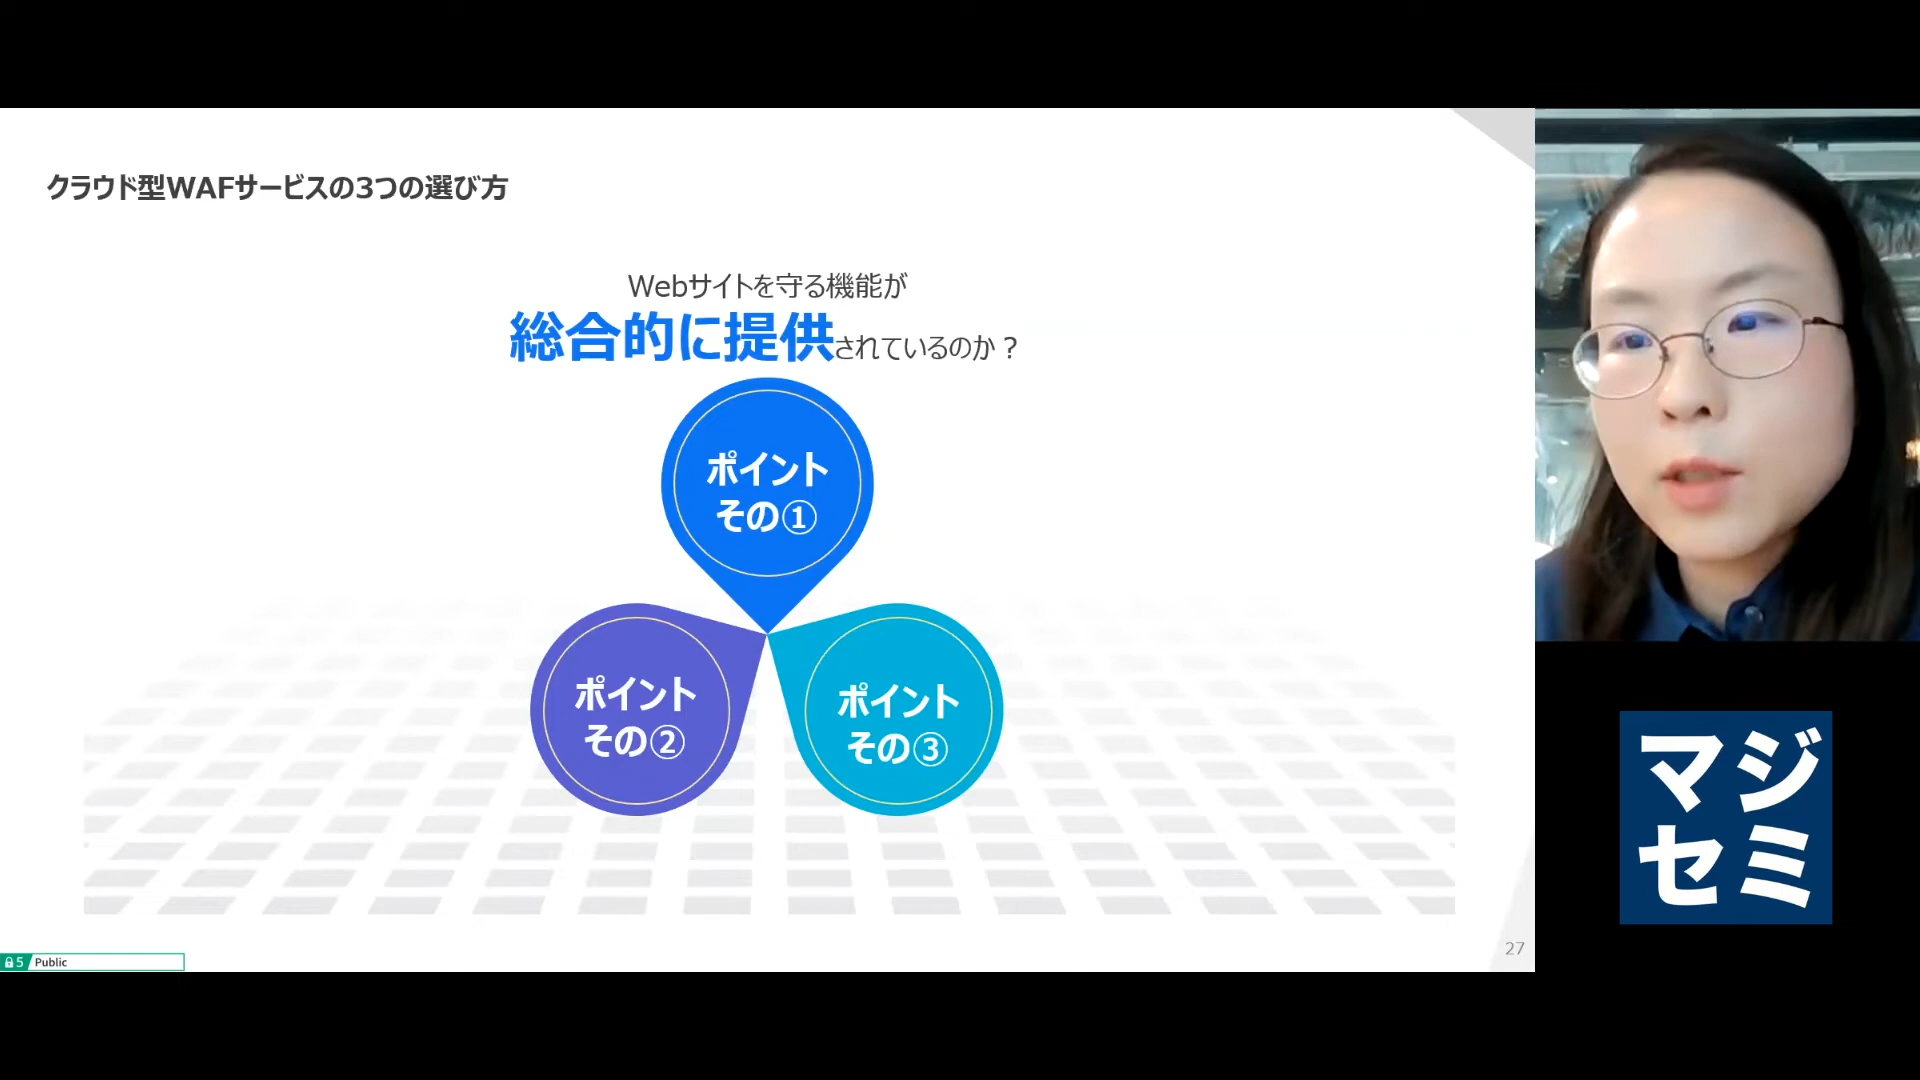 クラウド型WAFサービスの3つの選び方
Webサイトを守る機能が
総合的に提供されているのか？
ポイント
その①
ポイント
その②
ポイント
その③
5 Public
27
マジ
セミ